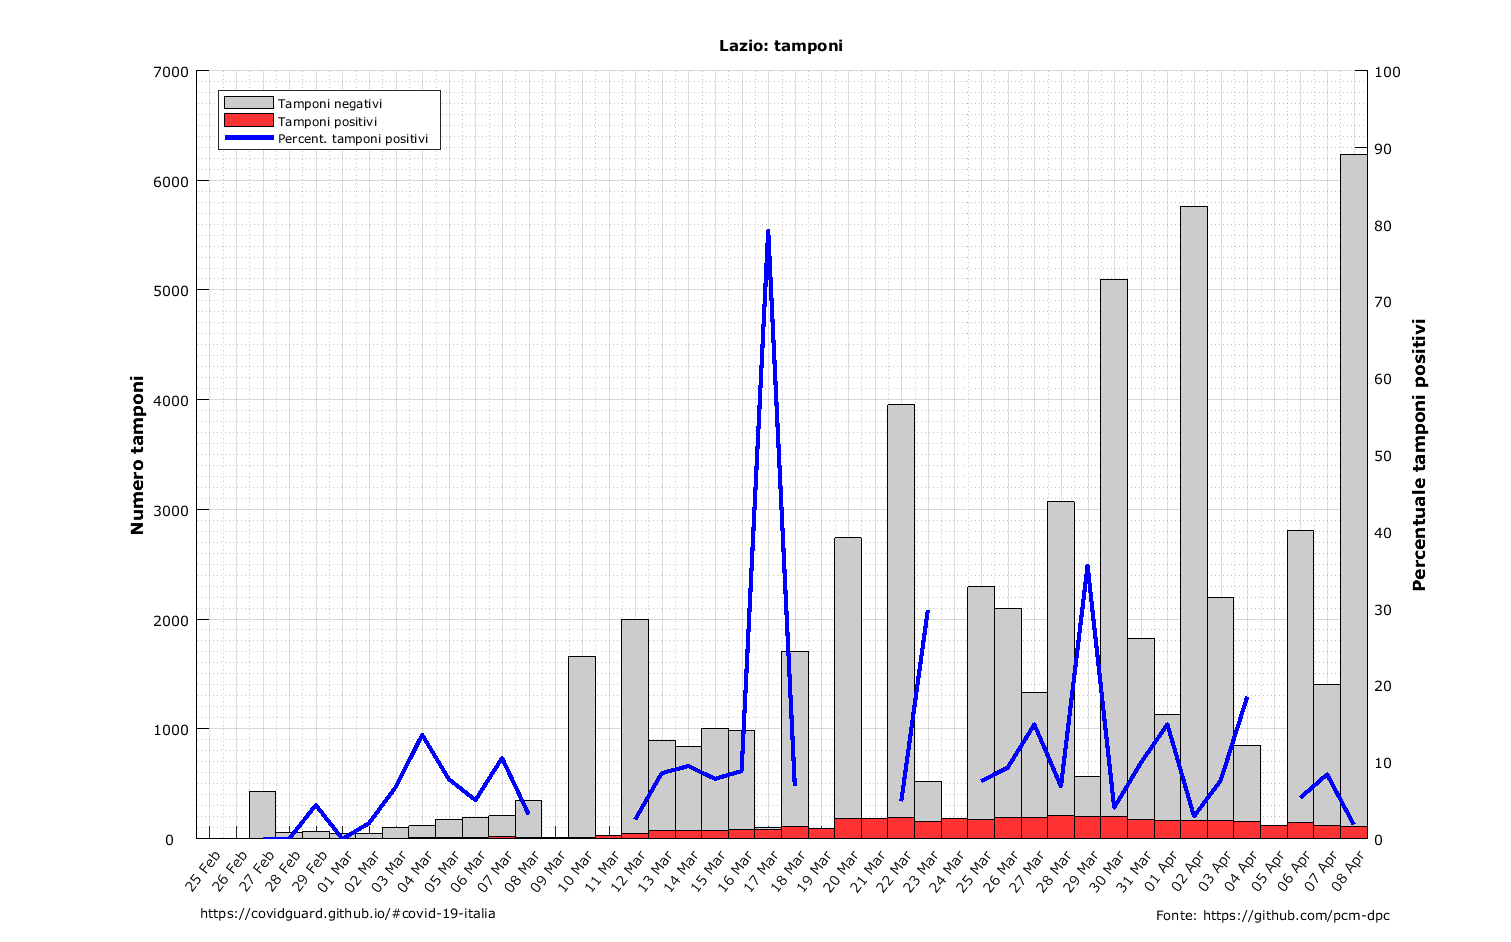 Lazio: tamponi
7000
6000
5000
4000
3000
2000
1000
0
Numero tamponi
Tamponi negativi
Tamponi positivi
Percent. tamponi positivi
100
90
80
70
60
50
40
30
20
10
0
Percentuale tamponi positivi
25 Feb
26 Feb
27 Feb
28 Feb
29 Feb
01 Mar
02 Mar
03 Mar
04 Mar
05 Mar
06 Mar
07 Mar
08 Mar
09 Mar
10 Mar
11 Mar
12 Mar
13 Mar
14 Mar
15 Mar
16 Mar
17 Mar
18 Mar
19 Mar
20 Mar
21 Mar
22 Mar
23 Mar
24 Mar
25 Mar
26 Mar
27 Mar
28 Mar
29 Mar
30 Mar
31 Mar
01 Apr
02 Apr
03 Apr
04 Apr
05 Apr
06 Apr
07 Apr
08 Apr
https://covidguard.github.io/#covid-19-italia
Fonte: https://github.com/pcm-dpc